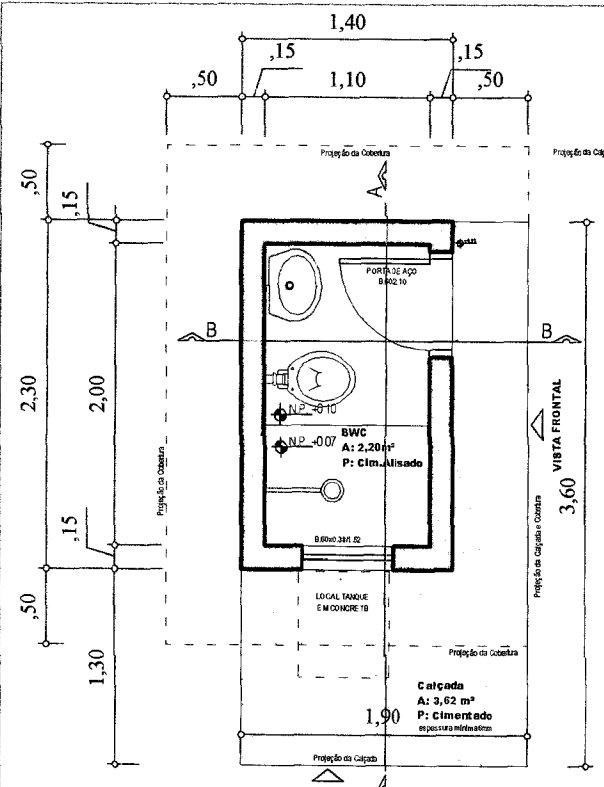 1,40
,15
,15
,50
1,10
,50
Projeção da Cobertura
Projeção da Calç
,50
,15
A
PORTA DE AÇO
B
B
2,30
2,00
N.P. +0.10
N.P. +0.07
BWC
A: 2,20m²
P: Cim.Alisado
VISTA FRONTAL
3,60
Projeção da Cobertura
Projeção da Calçada e Cobertura
,15
,50
1,30
LOCAL TANQUE
EM CONCRETO
Projeção da Cobertura
Calçada
A: 3,62 m²
P: Cimentado
espessura mínima 6mm
1,90
Projeção da Calçada